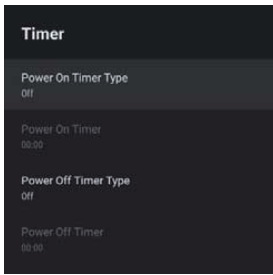 Timer
Power On Timer Type
Off
Power On Timer
00:00
Power Off Timer Type
Off
Power Off Timer
00:00